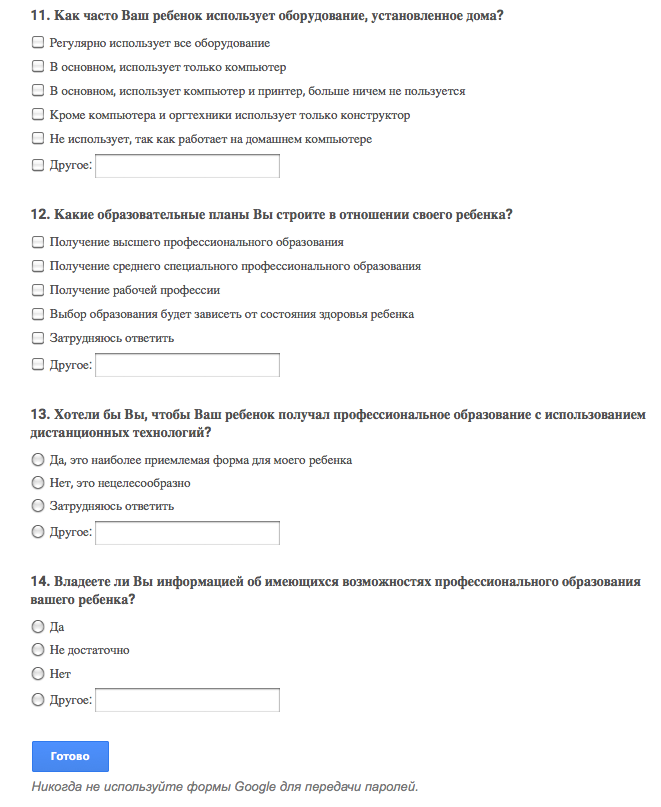 11. Как часто Ваш ребенок использует оборудование, установленное дома?
Регулярно использует все оборудование
В основном, использует только компьютер
В основном, использует компьютер и принтер, больше ничем не пользуется
Кроме компьютера и оргтехники использует только конструктор
Не использует, так как работает на домашнем компьютере
Другое:
12. Какие образовательные планы Вы строите в отношении своего ребенка?
Получение высшего профессионального образования
Получение среднего специального профессионального образования
Получение рабочей профессии
Выбор образования будет зависеть от состояния здоровья ребенка
Затрудняюсь ответить
Другое:
13. Хотели бы Вы, чтобы Ваш ребенок получал профессиональное образование с использованием
дистанционных технологий?
Да, это наиболее приемлемая форма для моего ребенка
Нет, это нецелесообразно
Затрудняюсь ответить
Другое:
14. Владеете ли Вы информацией об имеющихся возможностях профессионального образования
вашего ребенка?
Да
Не достаточно
Нет
Другое:
Готово
Никогда не используйте формы Google для передачи паролей.